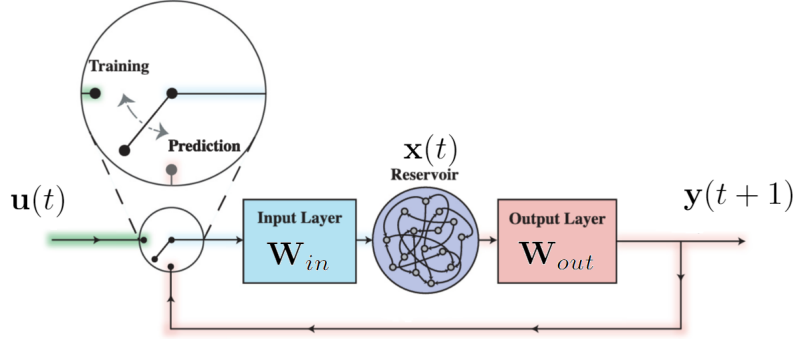 Training
Prediction
u(t)
x(t)
Reservoir
y(t + 1)
Input Layer
W_in
Output Layer
W_out